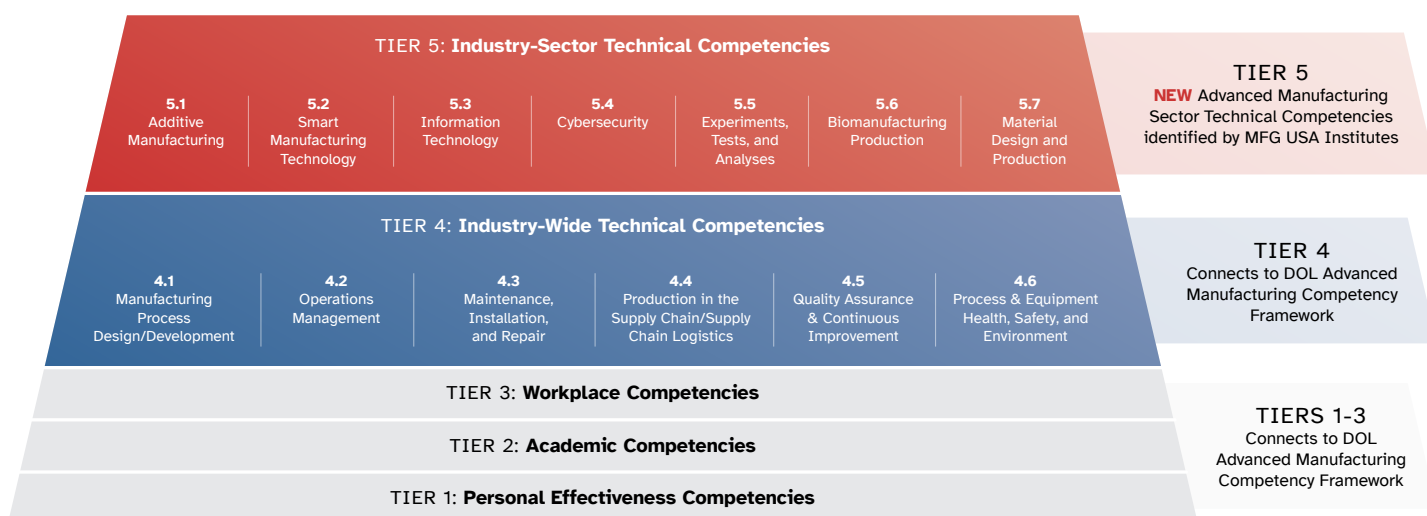 TIER 5: Industry-Sector Technical Competencies
5.1
Additive
Manufacturing
5.2
Smart
Manufacturing
Technology
5.3
Information
Technology
5.4
Cybersecurity
5.5
Experiments,
Tests, and
Analyses
5.6
Biomanufacturing
Production
5.7
Material
Design and
Production
TIER 5
NEW Advanced Manufacturing
Sector Technical Competencies
identified by MFG USA Institutes
TIER 4: Industry-Wide Technical Competencies
4.1
Manufacturing
Process
Design/Development
4.2
Operations
Management
4.3
Maintenance,
Installation,
and Repair
4.4
Production in the
Supply Chain/Supply
Chain Logistics
4.5
Quality Assurance
& Continuous
Improvement
4.6
Process & Equipment
Health, Safety, and
Environment
TIER 4
Connects to DOL Advanced
Manufacturing Competency
Framework
TIER 3: Workplace Competencies
TIER 2: Academic Competencies
TIER 1: Personal Effectiveness Competencies
TIERS 1-3
Connects to DOL
Advanced Manufacturing
Competency Framework